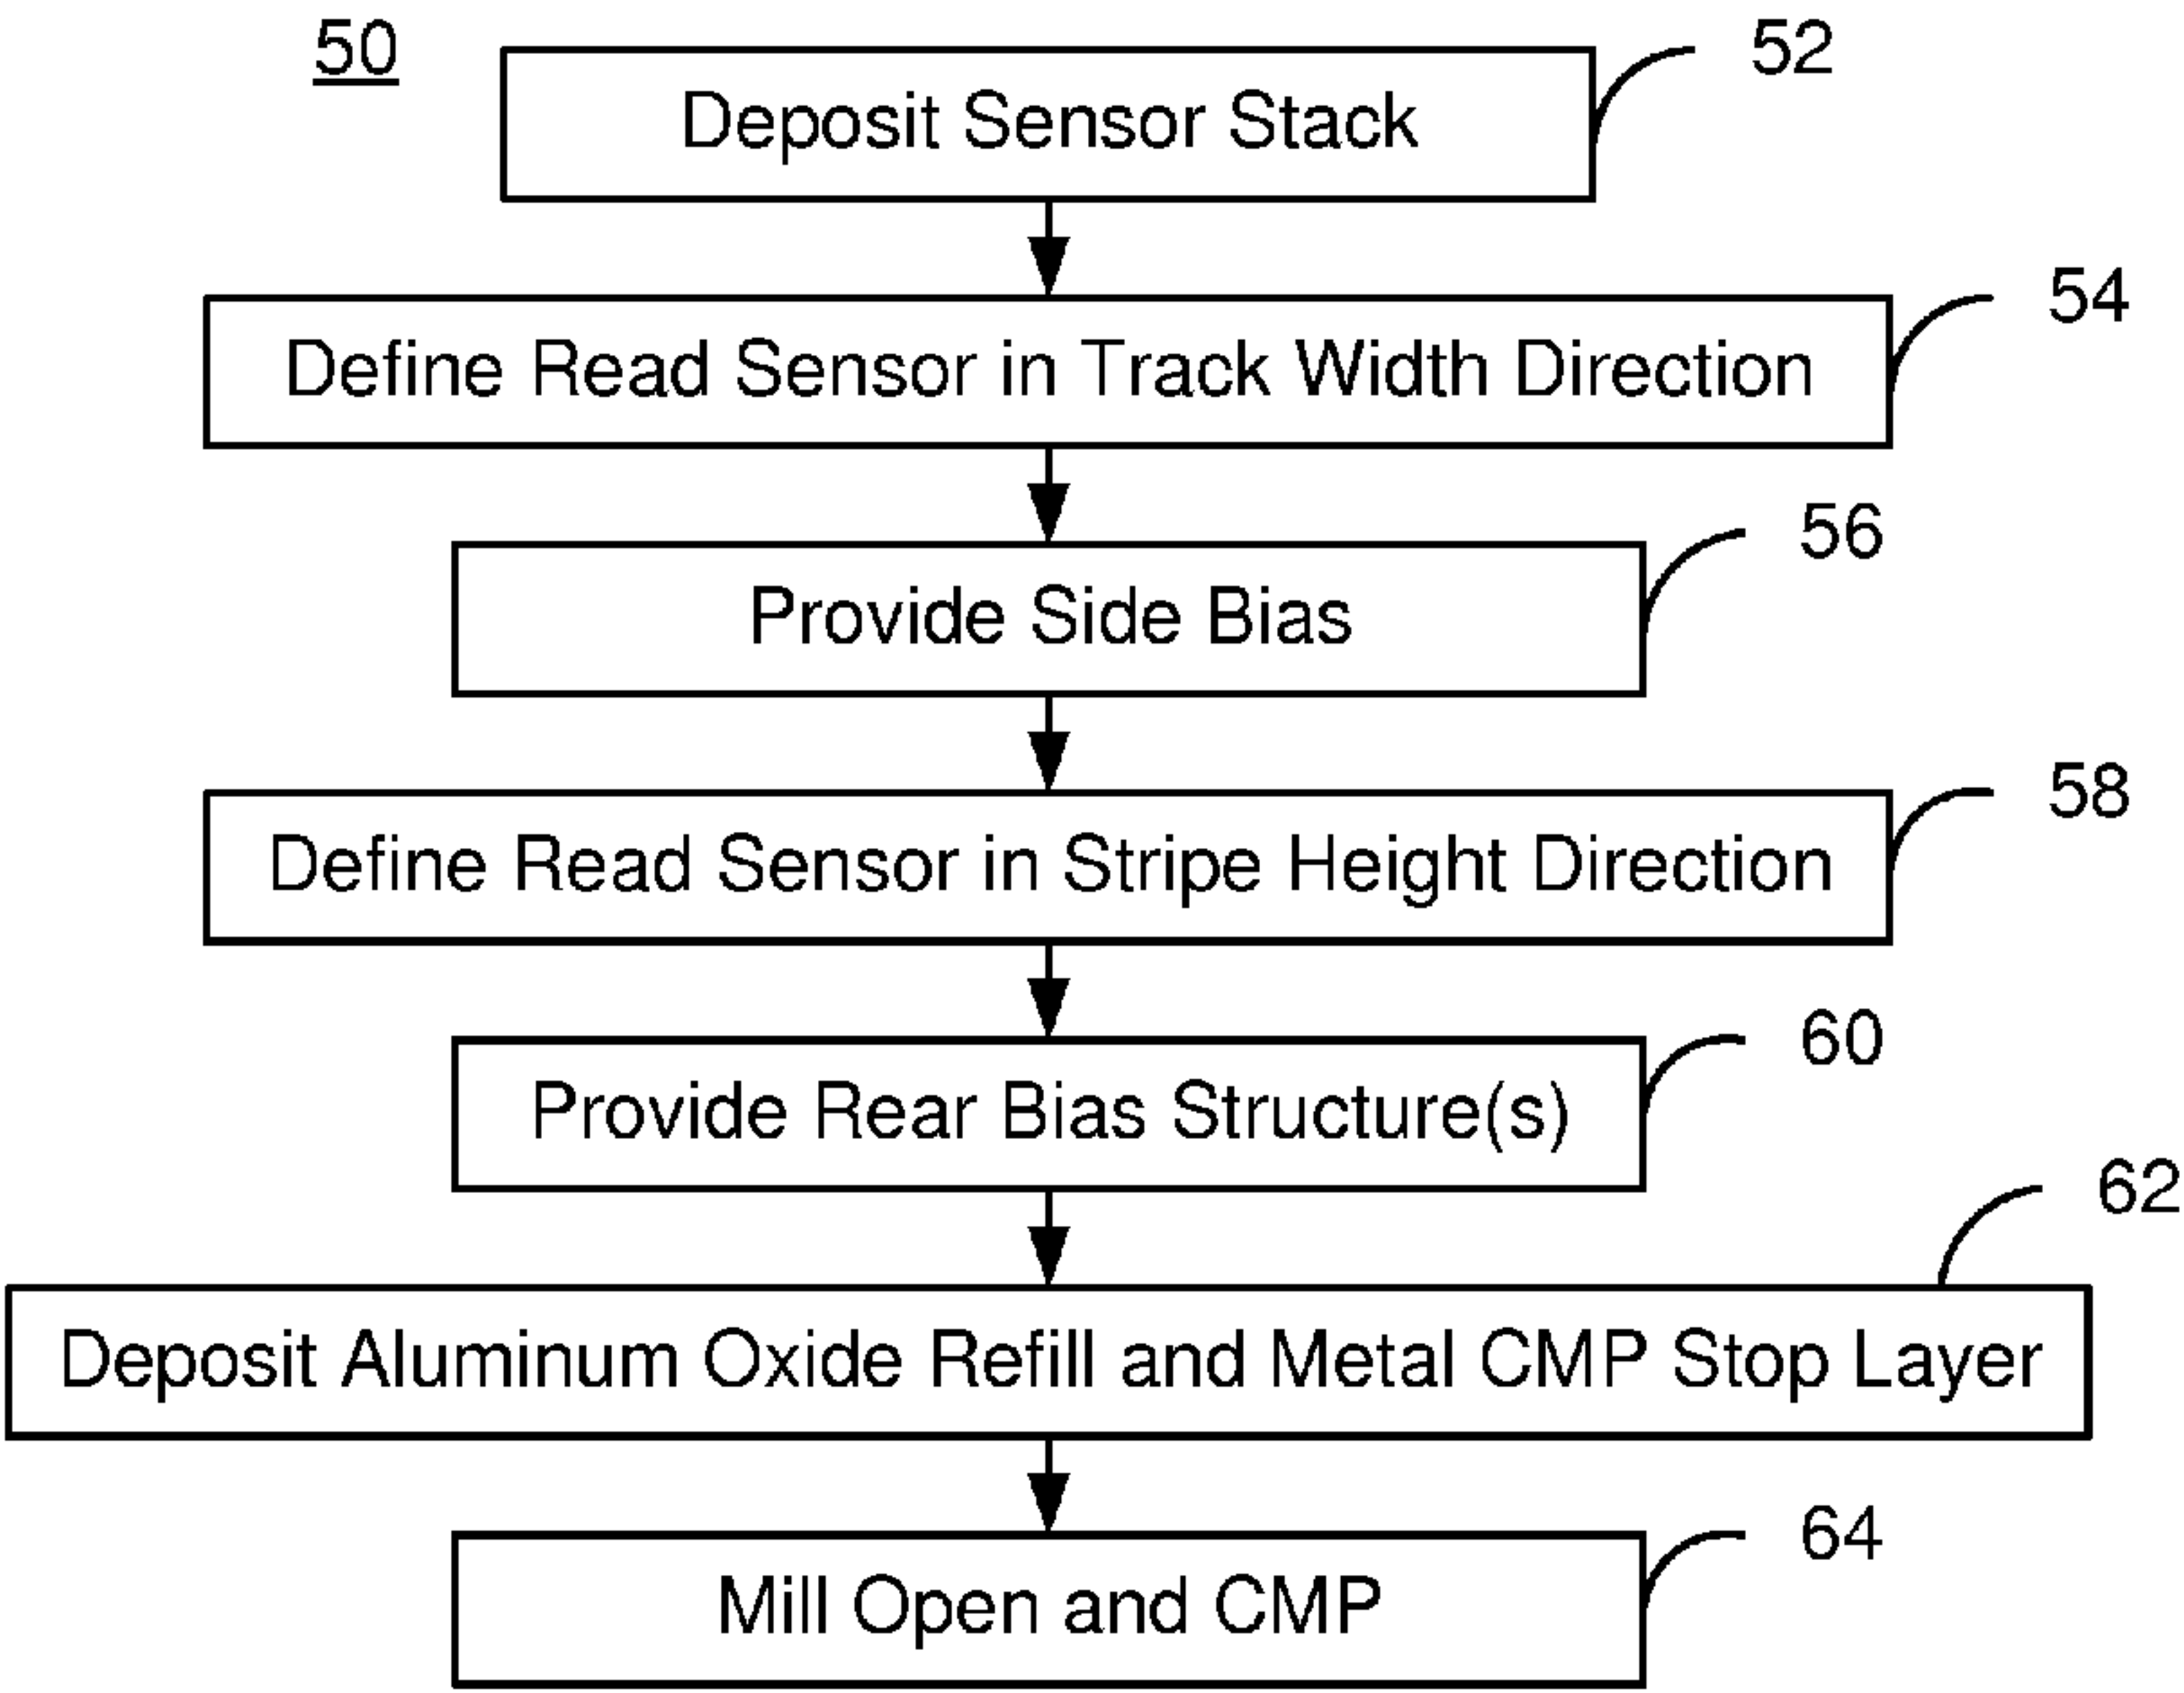 50
52
Deposit Sensor Stack
54
Define Read Sensor in Track Width Direction
56
Provide Side Bias
58
Define Read Sensor in Stripe Height Direction
60
Provide Rear Bias Structure(s)
62
Deposit Aluminum Oxide Refill and Metal CMP Stop Layer
64
Mill Open and CMP